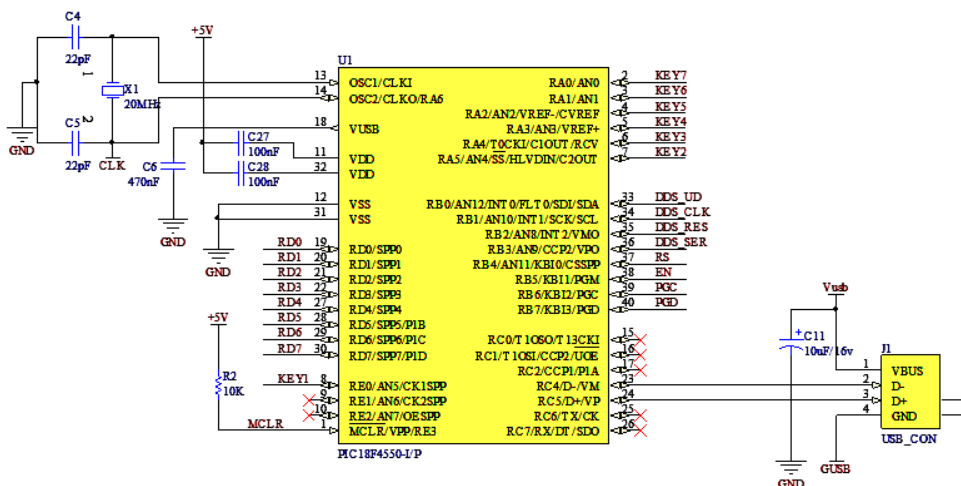 C4
22pF
1
X1
20MHz
2
C5
22pF
CLK
GND
+5V
C6
470nF
GND
C27
100nF
C28
100nF
GND
U1
13 OSC1/CLKI
14 OSC2/CLKO/RA6
18 VUSB
11 VDD
32 VDD
12 VSS
31 VSS
RD0 19 RD0/SPP0
RD1 20 RD1/SPP1
RD2 21 RD2/SPP2
RD3 22 RD3/SPP3
RD4 27 RD4/SPP4
RD5 28 RD5/SPP5/P1B
RD6 29 RD6/SPP6/P1C
RD7 30 RD7/SPP7/P1D
KEY1 8 RE0/AN5/CK1SPP
9 RE1/AN6/CK2SPP
10 RE2/AN7/OESPP
MCLR 1 MCLR/VPP/RE3
+5V
R2
10K
RA0/AN0 2 KEY7
RA1/AN1 3 KEY6
RA2/AN2/VREF-/CVREF 4 KEY5
RA3/AN3/VREF+ 5 KEY4
RA4/T0CKI/C1OUT/RCV 6 KEY3
RA5/AN4/SS/HLVDIN/C2OUT 7 KEY2
RB0/AN12/INT0/FLT0/SDI/SDA 33 DDS_UD
RB1/AN10/INT1/SCK/SCL 34 DDS_CLK
RB2/AN8/INT2/VMO 35 DDS_RES
RB3/AN9/CCP2/VPO 36 DDS_SER
RB4/AN11/KBI0/CSSPP 37 RS
RB5/KBI1/PGM 38 EN
RB6/KBI2/PGC 39 PGC
RB7/KBI3/PGD 40 PGD
RC0/T1OSO/T13CKI 15
RC1/T1OSI/CCP2/UOE 16
RC2/CCP1/P1A 17
RC4/D-/VM 23
RC5/D+/VP 24
RC6/TX/CK 25
RC7/RX/DT/SDO 26
PIC18F4550-I/P
Vusb
+
C11
10uF/16v
GND
J1
1 VBUS
2 D-
3 D+
4 GND
USB_CON
GUSB